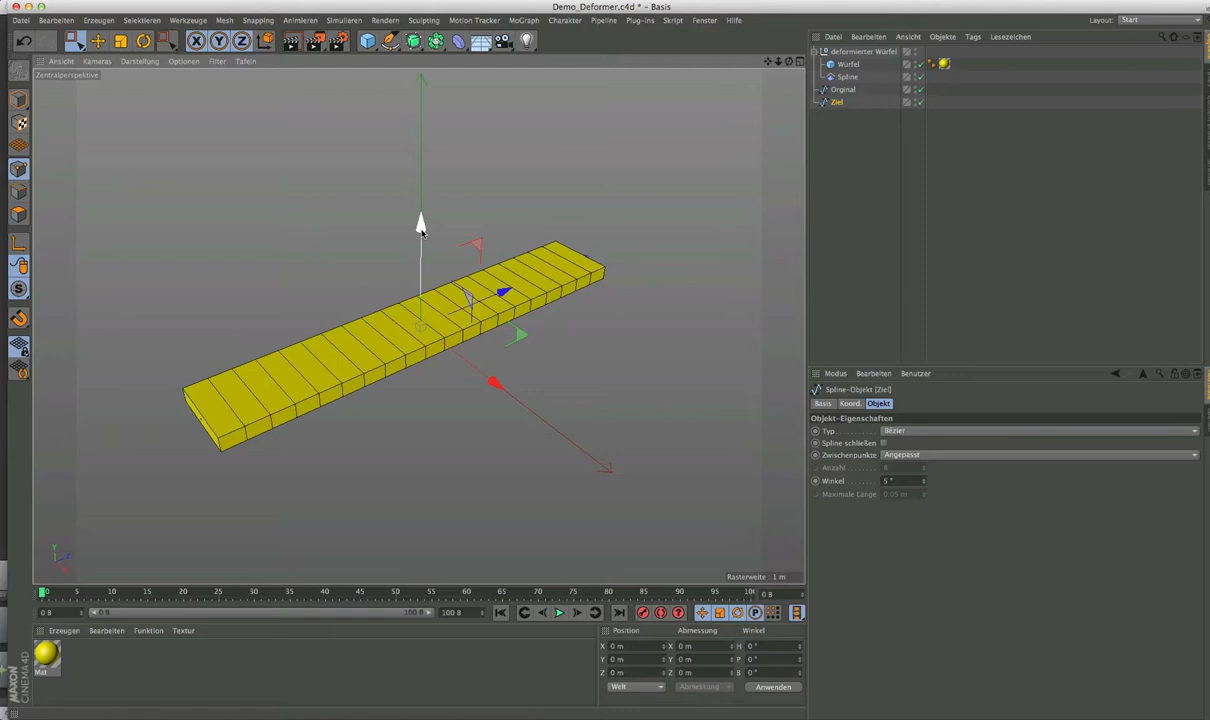 Demo_Deformer.c4d * - Basis
Datei Bearbeiten Erzeugen Selektieren Werkzeuge Mesh Snapping Animieren Simulieren Rendern Sculpting Motion Tracker MoGraph Charakter Pipeline Plug-ins Skript Fenster Hilfe
Layout: Start
Datei Bearbeiten Ansicht Objekte Tags Lesezeichen
deformierter Würfel
Würfel
Spline
Orginal
Ziel
Ansicht Kameras Darstellung Optionen Filter Tafeln
Zentralperspektive
Y
Z
X
Rasterweite : 1 m
Modus Bearbeiten Benutzer
Spline-Objekt [Ziel]
Basis Koord. Objekt
Objekt-Eigenschaften
Typ Bézier
Spline schließen
Zwischenpunkte Angepasst
Anzahl 8
Winkel 5 °
Maximale Länge 0.05 m
0 5 10 15 20 25 30 35 40 45 50 55 60 65 70 75 80 85 90 95 10
0 B
0 B 0 B 100 B 100 B
Erzeugen Bearbeiten Funktion Textur
Mat
Position Abmessung Winkel
X 0 m X 0 m H 0 °
Y 0 m Y 0 m P 0 °
Z 0 m Z 0 m B 0 °
Welt Abmessung Anwenden
MAXON
CINEMA 4D